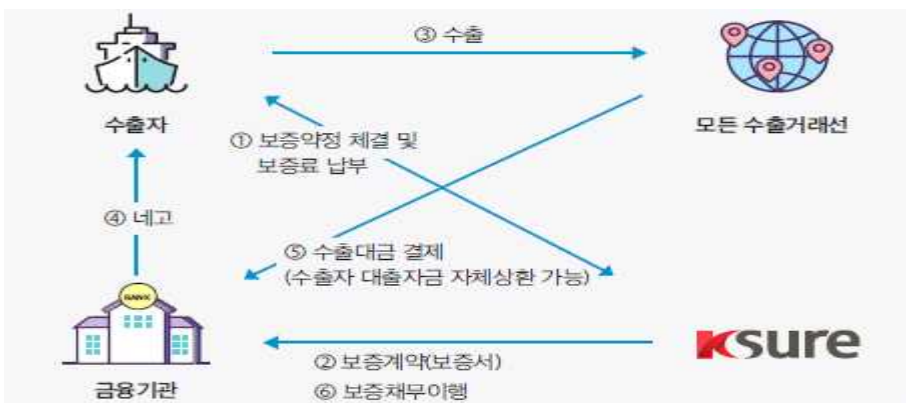 ③ 수출
수출자
모든 수출거래선
① 보증약정 체결 및
보증료 납부
④ 네고
⑤ 수출대금 결제
(수출자 대출자금 자체상환 가능)
BANK
ksure
② 보증계약(보증서)
금융기관
⑥ 보증채무이행